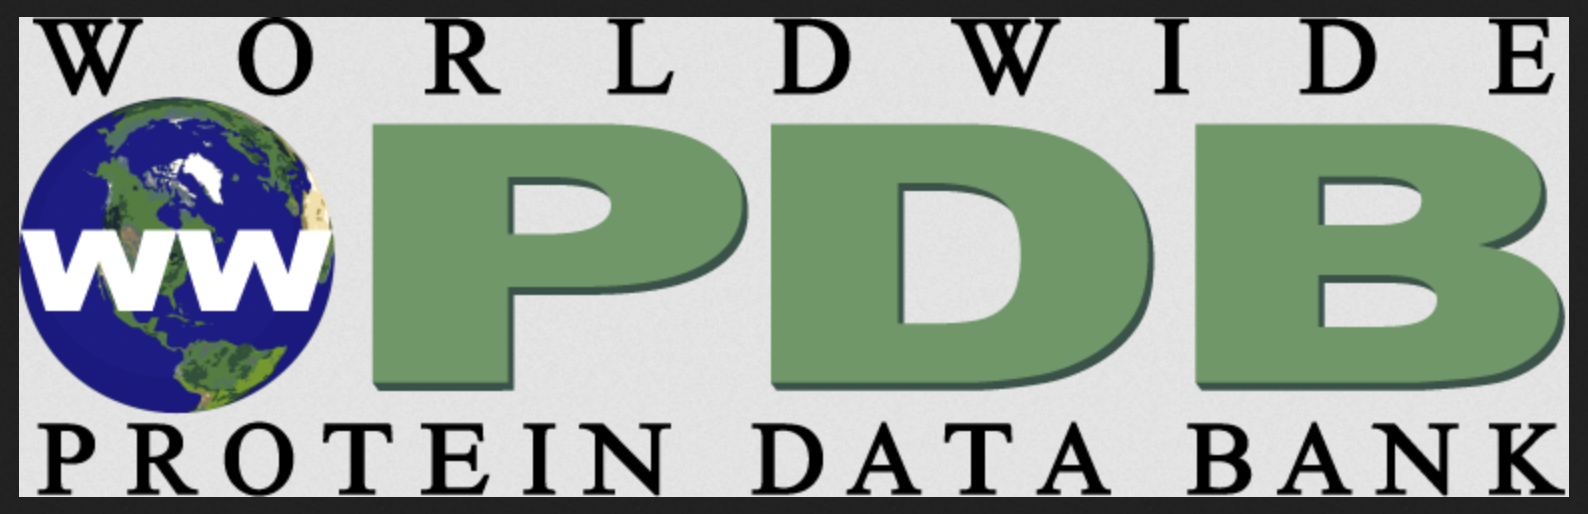 WORLDWIDE
ww PDB
PROTEIN DATA BANK